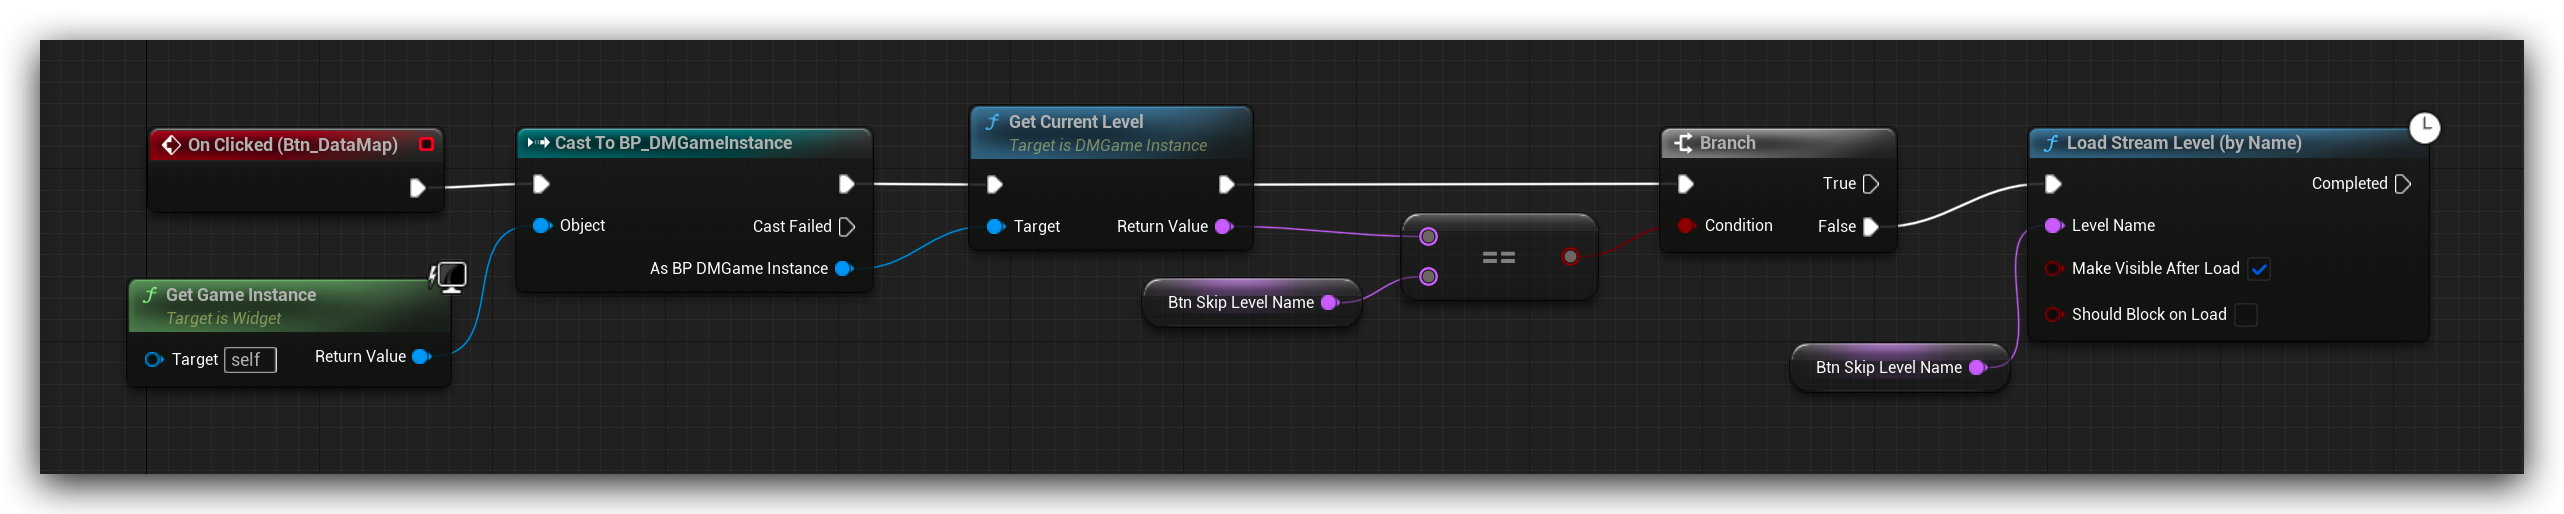 On Clicked (Btn_DataMap)
Get Game Instance
Target is Widget
Target self
Return Value
Cast To BP_DMGameInstance
Object
Cast Failed
As BP DMGame Instance
Get Current Level
Target is DMGame Instance
Target
Return Value
Btn Skip Level Name
==
Branch
True
Condition
False
Btn Skip Level Name
Load Stream Level (by Name)
Completed
Level Name
Make Visible After Load
Should Block on Load